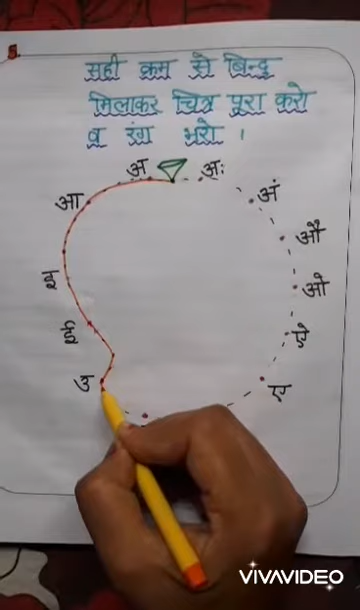 सही क्रम से बिन्दु
मिलाकर चित्र पूरा करो
व रंग भरो ।
अ
अः
आ
अं
औ
इ
ओ
ई
ऐ
उ
ए
VIVAVIDEO